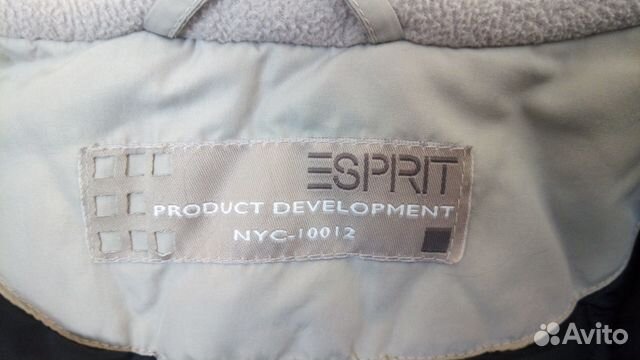 ESPRIT
PRODUCT DEVELOPMENT
NYC-10012
Avito